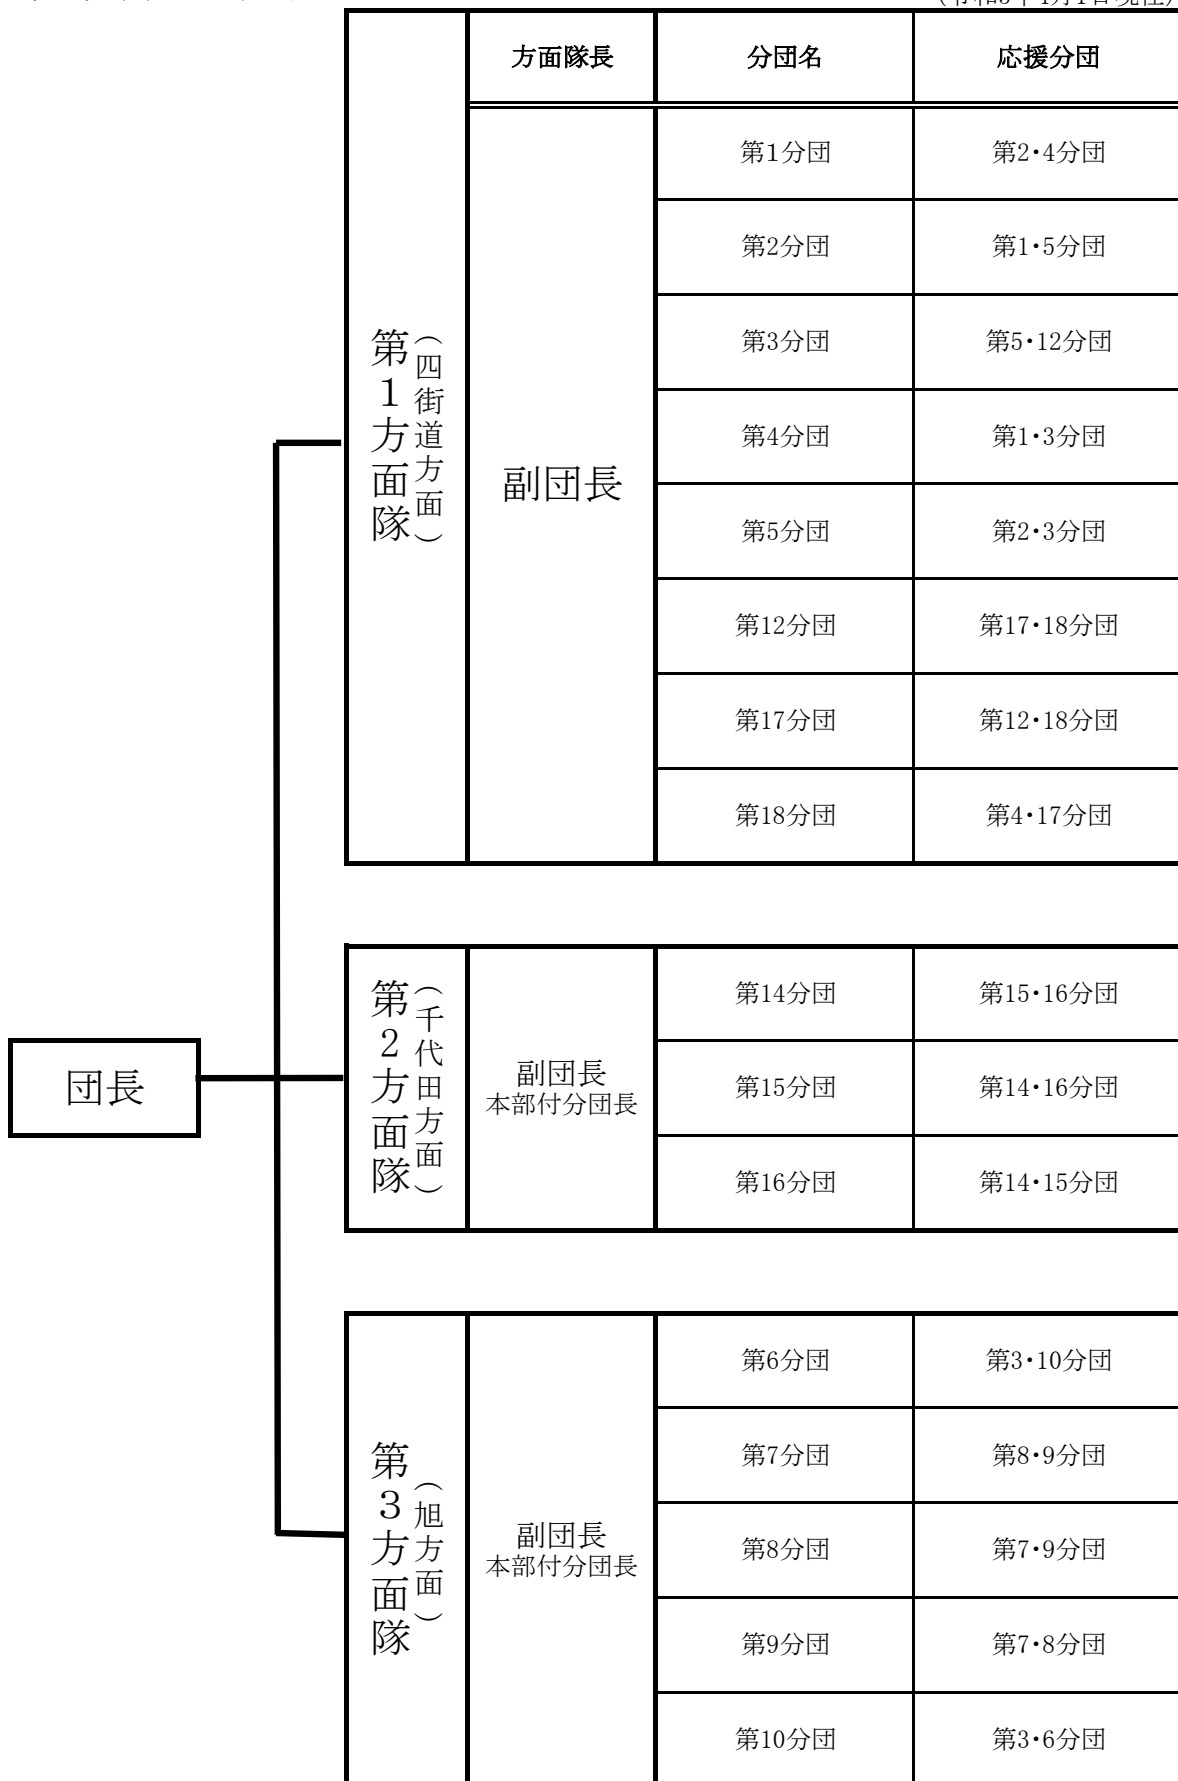 方面隊長 分団名 応援分団
第1方面隊
(四街道方面)
副団長
第1分団 第2・4分団
第2分団 第1・5分団
第3分団 第5・12分団
第4分団 第1・3分団
第5分団 第2・3分団
第12分団 第17・18分団
第17分団 第12・18分団
第18分団 第4・17分団
団長
第2方面隊
(千代田方面)
副団長
本部付分団長
第14分団 第15・16分団
第15分団 第14・16分団
第16分団 第14・15分団
第3方面隊
(旭方面)
副団長
本部付分団長
第6分団 第3・10分団
第7分団 第8・9分団
第8分団 第7・9分団
第9分団 第7・8分団
第10分団 第3・6分団